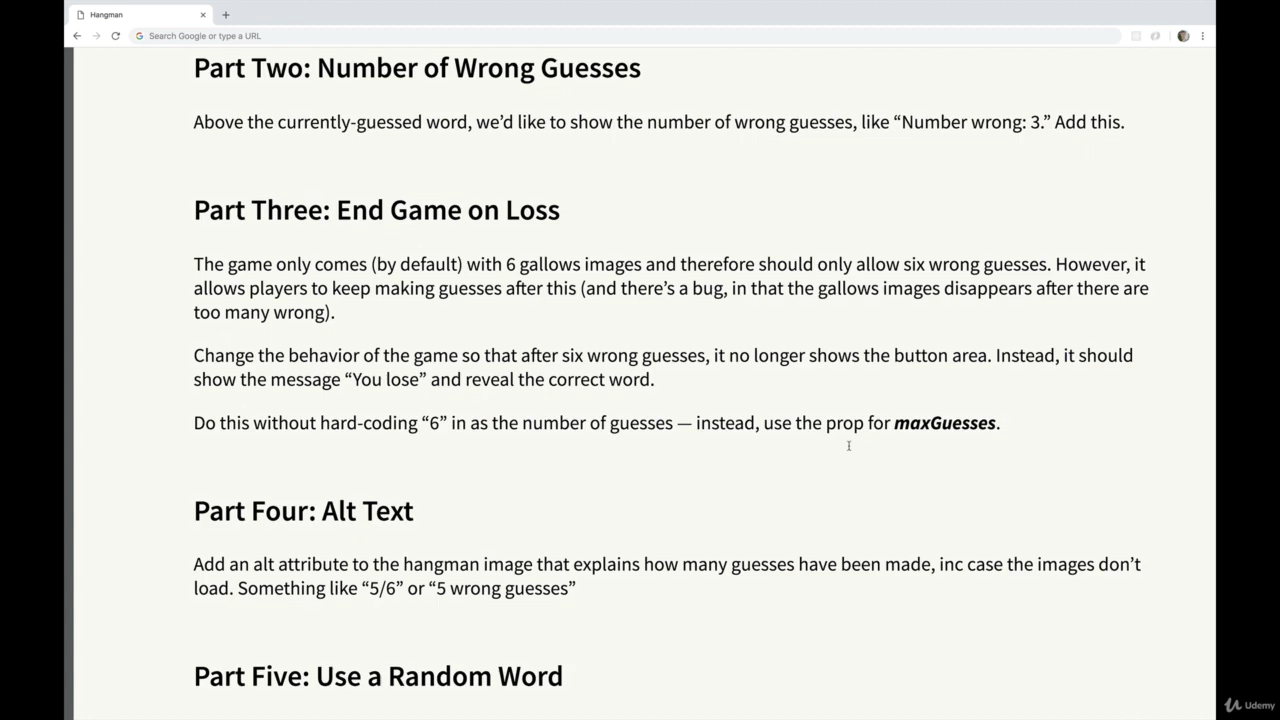 Hangman
Search Google or type a URL
Part Two: Number of Wrong Guesses
Above the currently-guessed word, we’d like to show the number of wrong guesses, like “Number wrong: 3.” Add this.
Part Three: End Game on Loss
The game only comes (by default) with 6 gallows images and therefore should only allow six wrong guesses. However, it
allows players to keep making guesses after this (and there’s a bug, in that the gallows images disappears after there are
too many wrong).
Change the behavior of the game so that after six wrong guesses, it no longer shows the button area. Instead, it should
show the message “You lose” and reveal the correct word.
Do this without hard-coding “6” in as the number of guesses — instead, use the prop for maxGuesses.
Part Four: Alt Text
Add an alt attribute to the hangman image that explains how many guesses have been made, inc case the images don’t
load. Something like “5/6” or “5 wrong guesses”
Part Five: Use a Random Word
Udemy